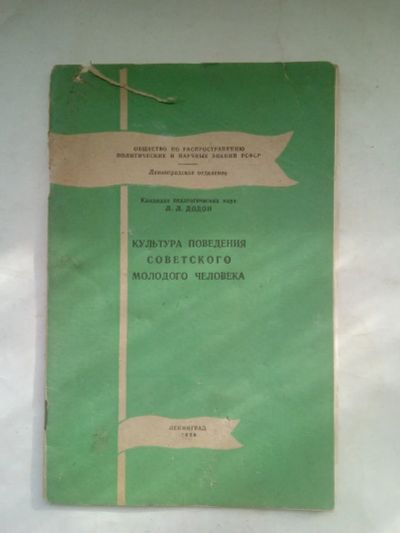 ОБЩЕСТВО ПО РАСПРОСТРАНЕНИЮ
ПОЛИТИЧЕСКИХ И НАУЧНЫХ ЗНАНИЙ РСФСР
Ленинградское отделение
Кандидат педагогических наук
Л. Л. ДОДОН
КУЛЬТУРА ПОВЕДЕНИЯ
СОВЕТСКОГО
МОЛОДОГО ЧЕЛОВЕКА
ЛЕНИНГРАД